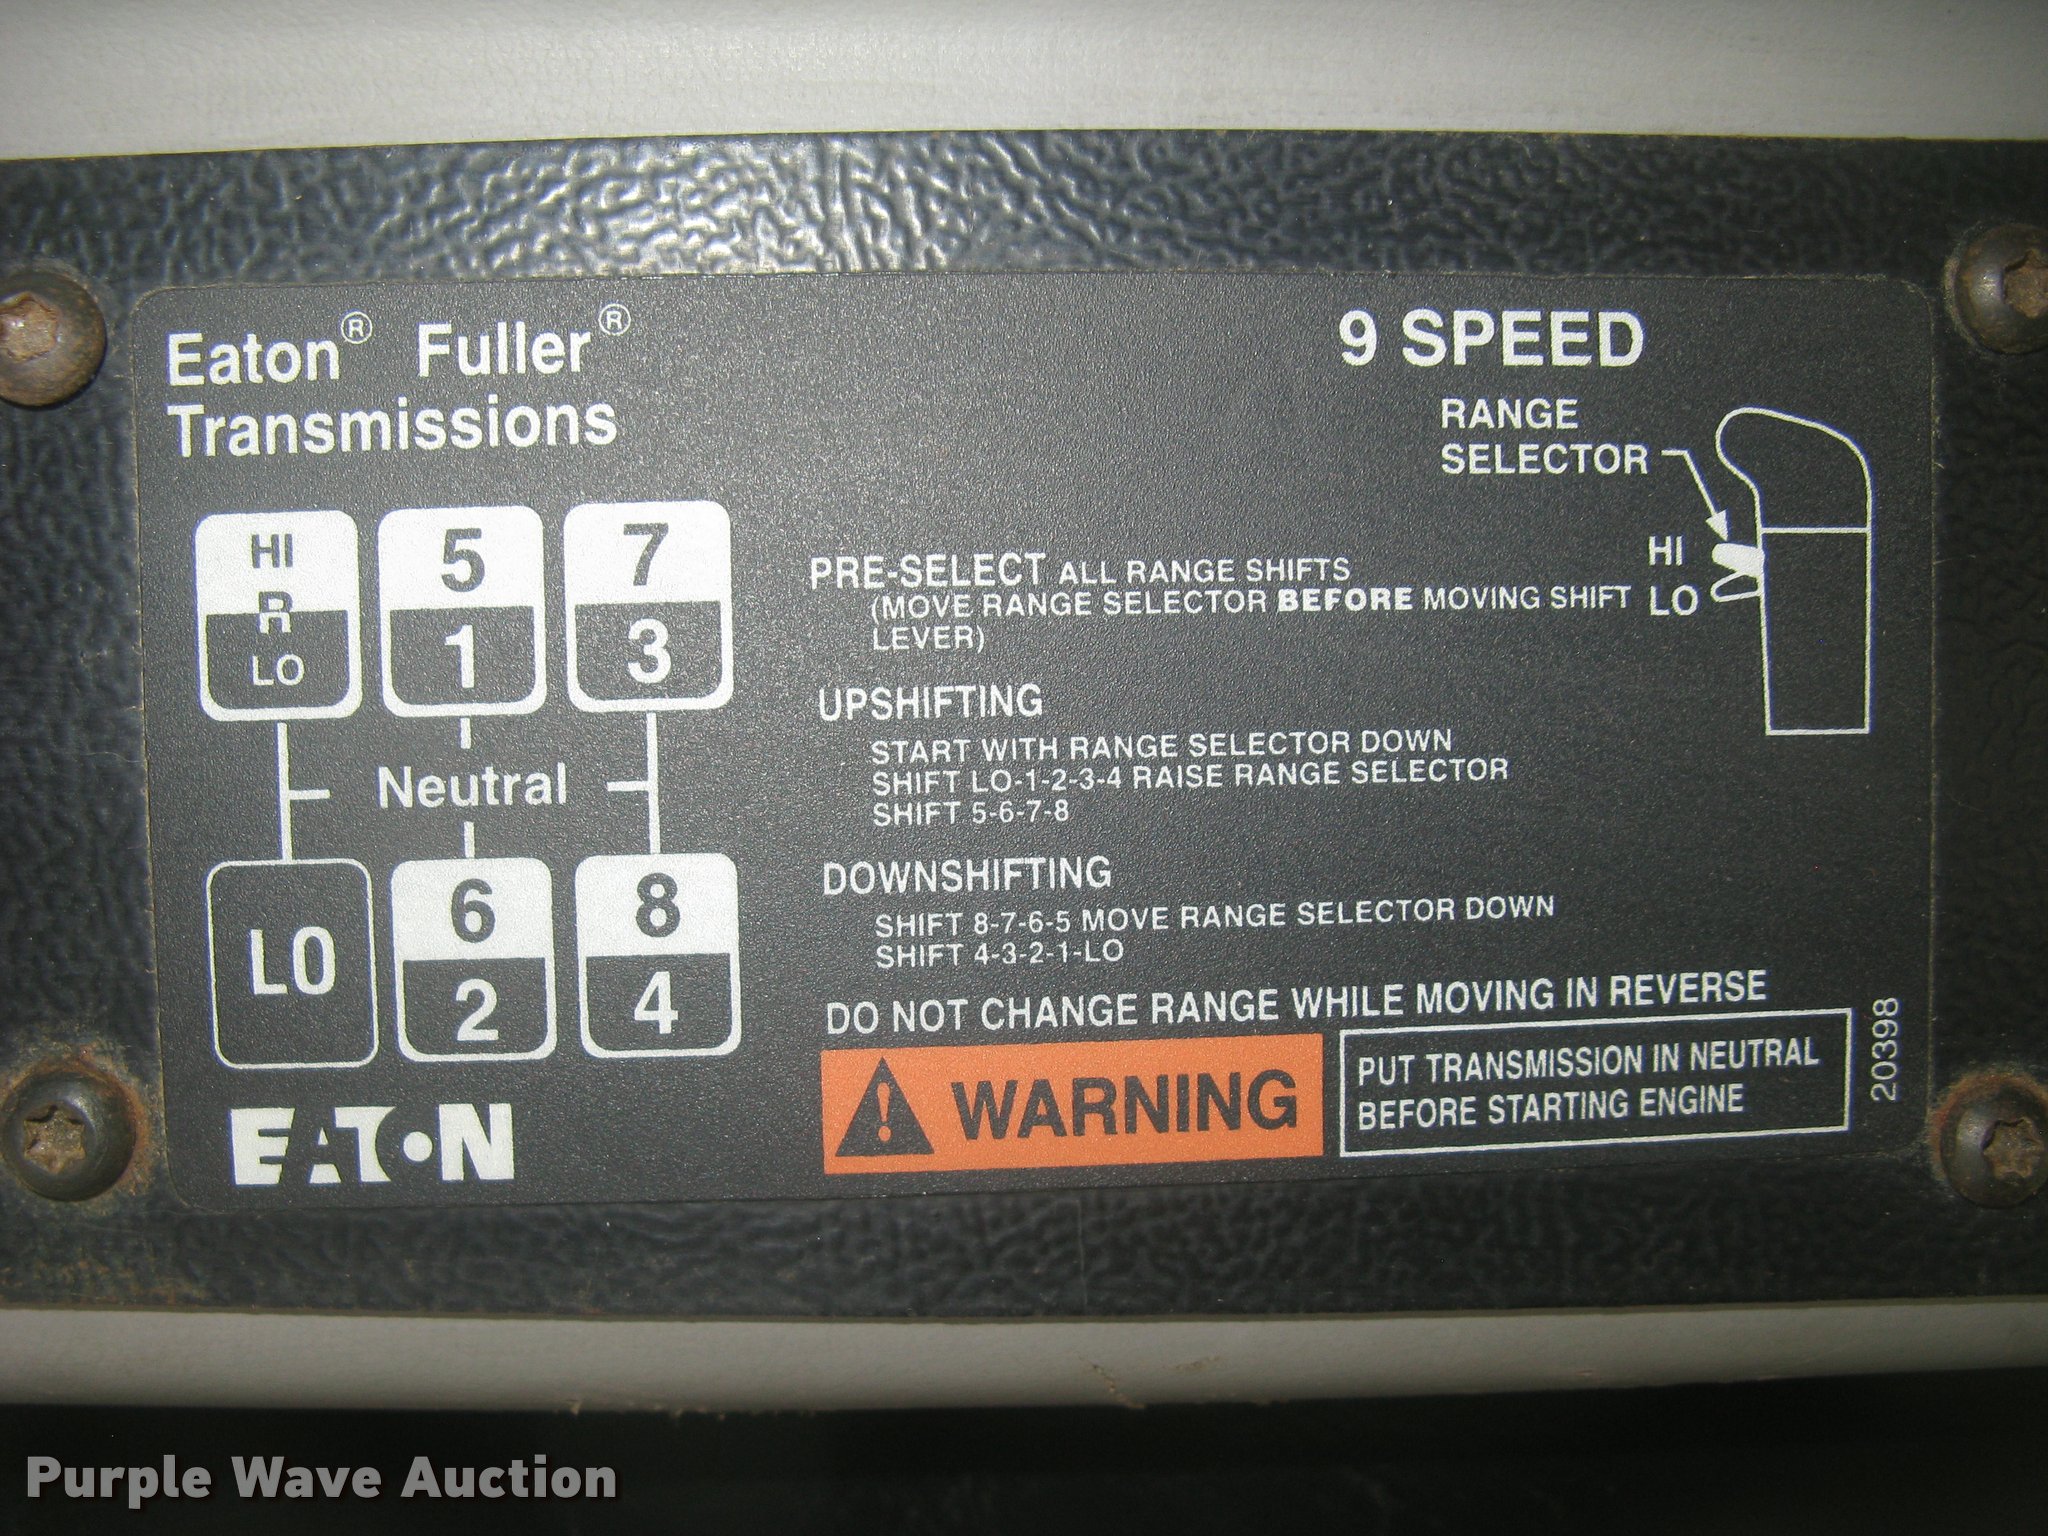 Eaton® Fuller®
Transmissions
9 SPEED
RANGE
SELECTOR
HI
LO
HI
R
LO
5
1
7
3
Neutral
LO
6
2
8
4
EATON
PRE-SELECT ALL RANGE SHIFTS
(MOVE RANGE SELECTOR BEFORE MOVING SHIFT
LEVER)
UPSHIFTING
START WITH RANGE SELECTOR DOWN
SHIFT LO-1-2-3-4 RAISE RANGE SELECTOR
SHIFT 5-6-7-8
DOWNSHIFTING
SHIFT 8-7-6-5 MOVE RANGE SELECTOR DOWN
SHIFT 4-3-2-1-LO
DO NOT CHANGE RANGE WHILE MOVING IN REVERSE
WARNING
PUT TRANSMISSION IN NEUTRAL
BEFORE STARTING ENGINE
20398
Purple Wave Auction